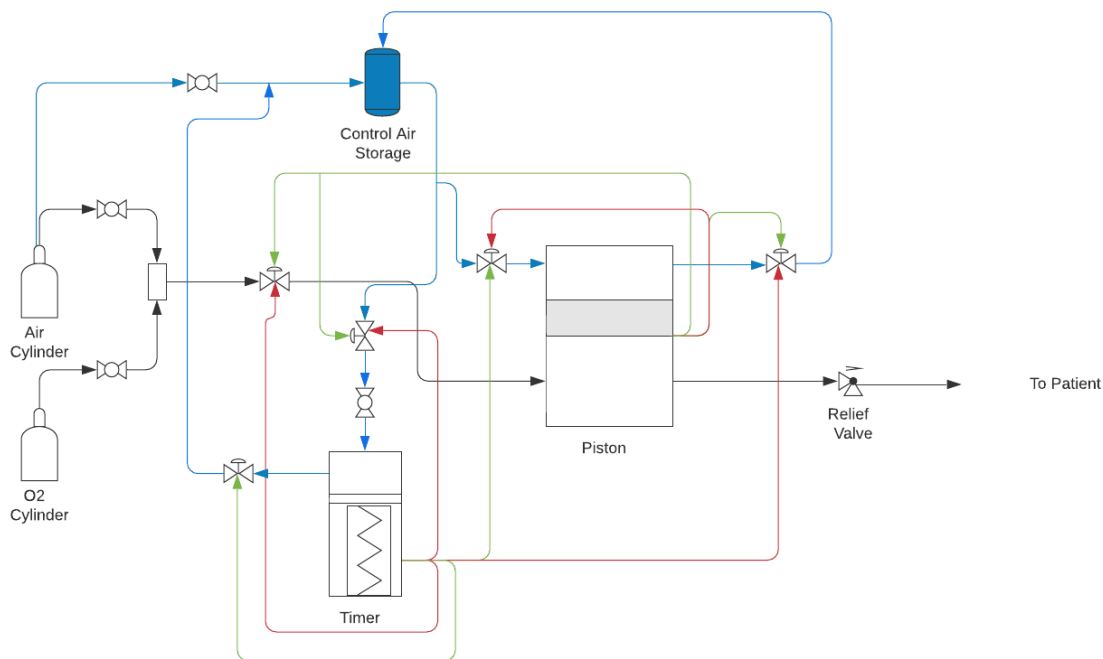 Control Air
Storage
Air
Cylinder
O2
Cylinder
Piston
Relief
Valve
To Patient
Timer